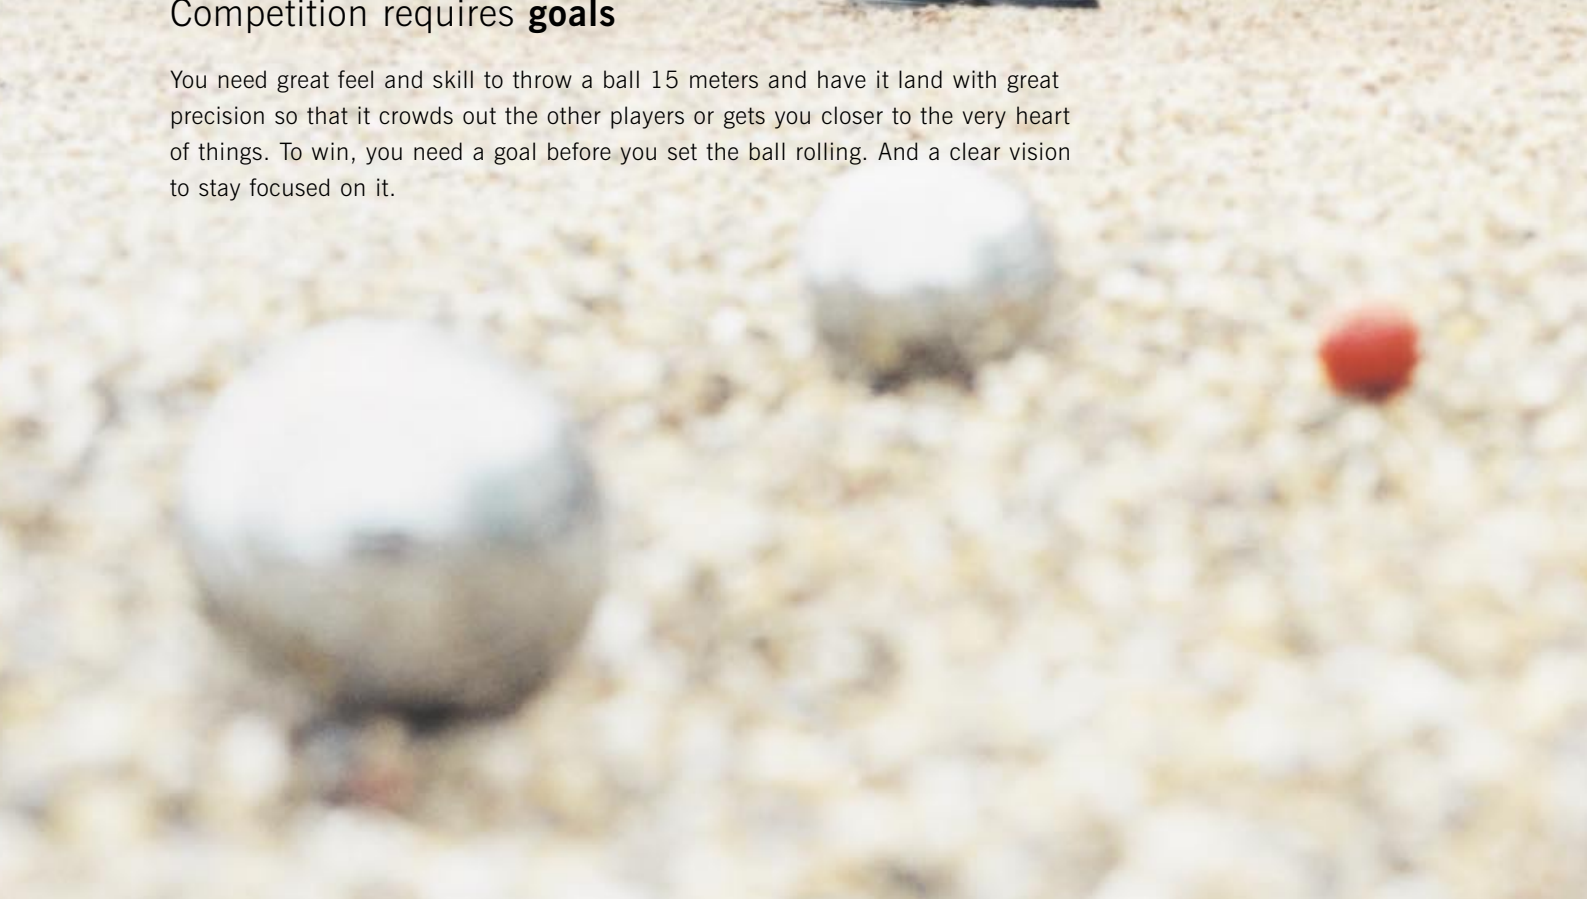 Competition requires goals
You need great feel and skill to throw a ball 15 meters and have it land with great
precision so that it crowds out the other players or gets you closer to the very heart
of things. To win, you need a goal before you set the ball rolling. And a clear vision
to stay focused on it.